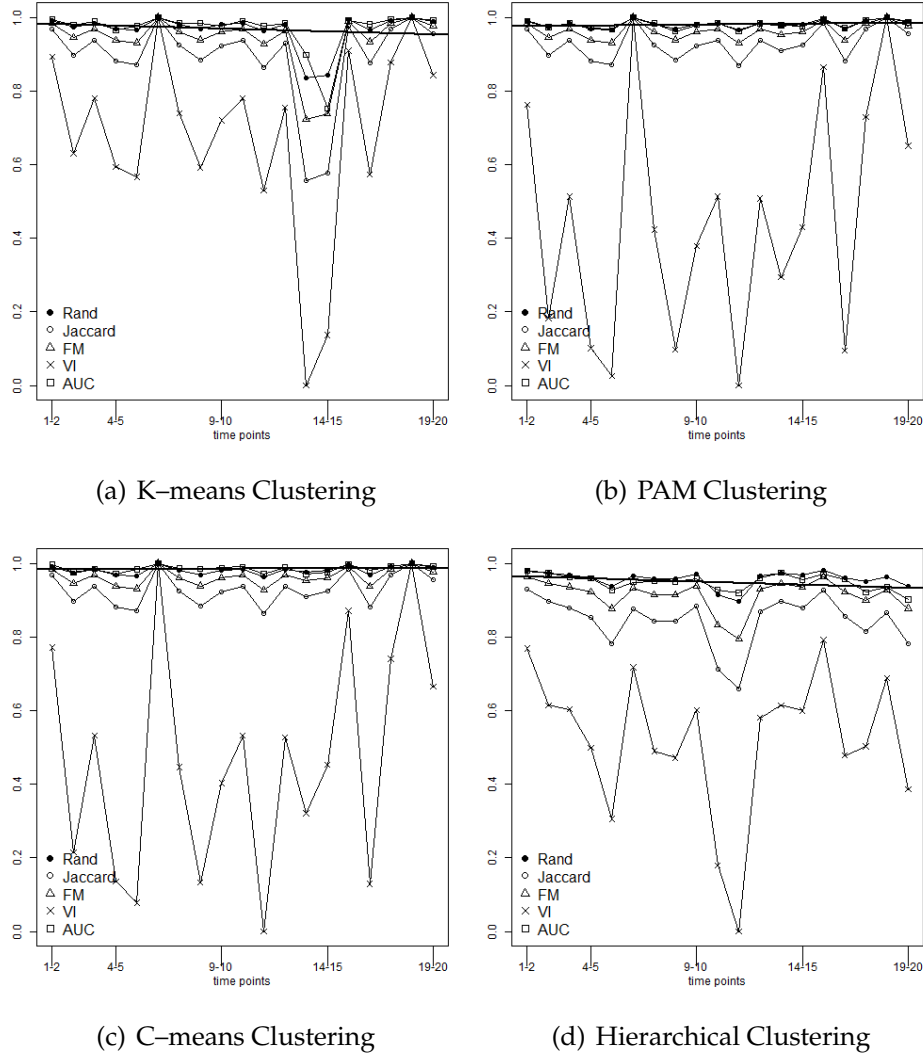 1.0
0.8
0.6
0.4
0.2
0.0
Rand
Jaccard
FM
VI
AUC
1-2 4-5 9-10 14-15 19-20
time points
(a) K–means Clustering
1.0
0.8
0.6
0.4
0.2
0.0
Rand
Jaccard
FM
VI
AUC
1-2 4-5 9-10 14-15 19-20
time points
(b) PAM Clustering
1.0
0.8
0.6
0.4
0.2
0.0
Rand
Jaccard
FM
VI
AUC
1-2 4-5 9-10 14-15 19-20
time points
(c) C–means Clustering
1.0
0.8
0.6
0.4
0.2
0.0
Rand
Jaccard
FM
VI
AUC
1-2 4-5 9-10 14-15 19-20
time points
(d) Hierarchical Clustering